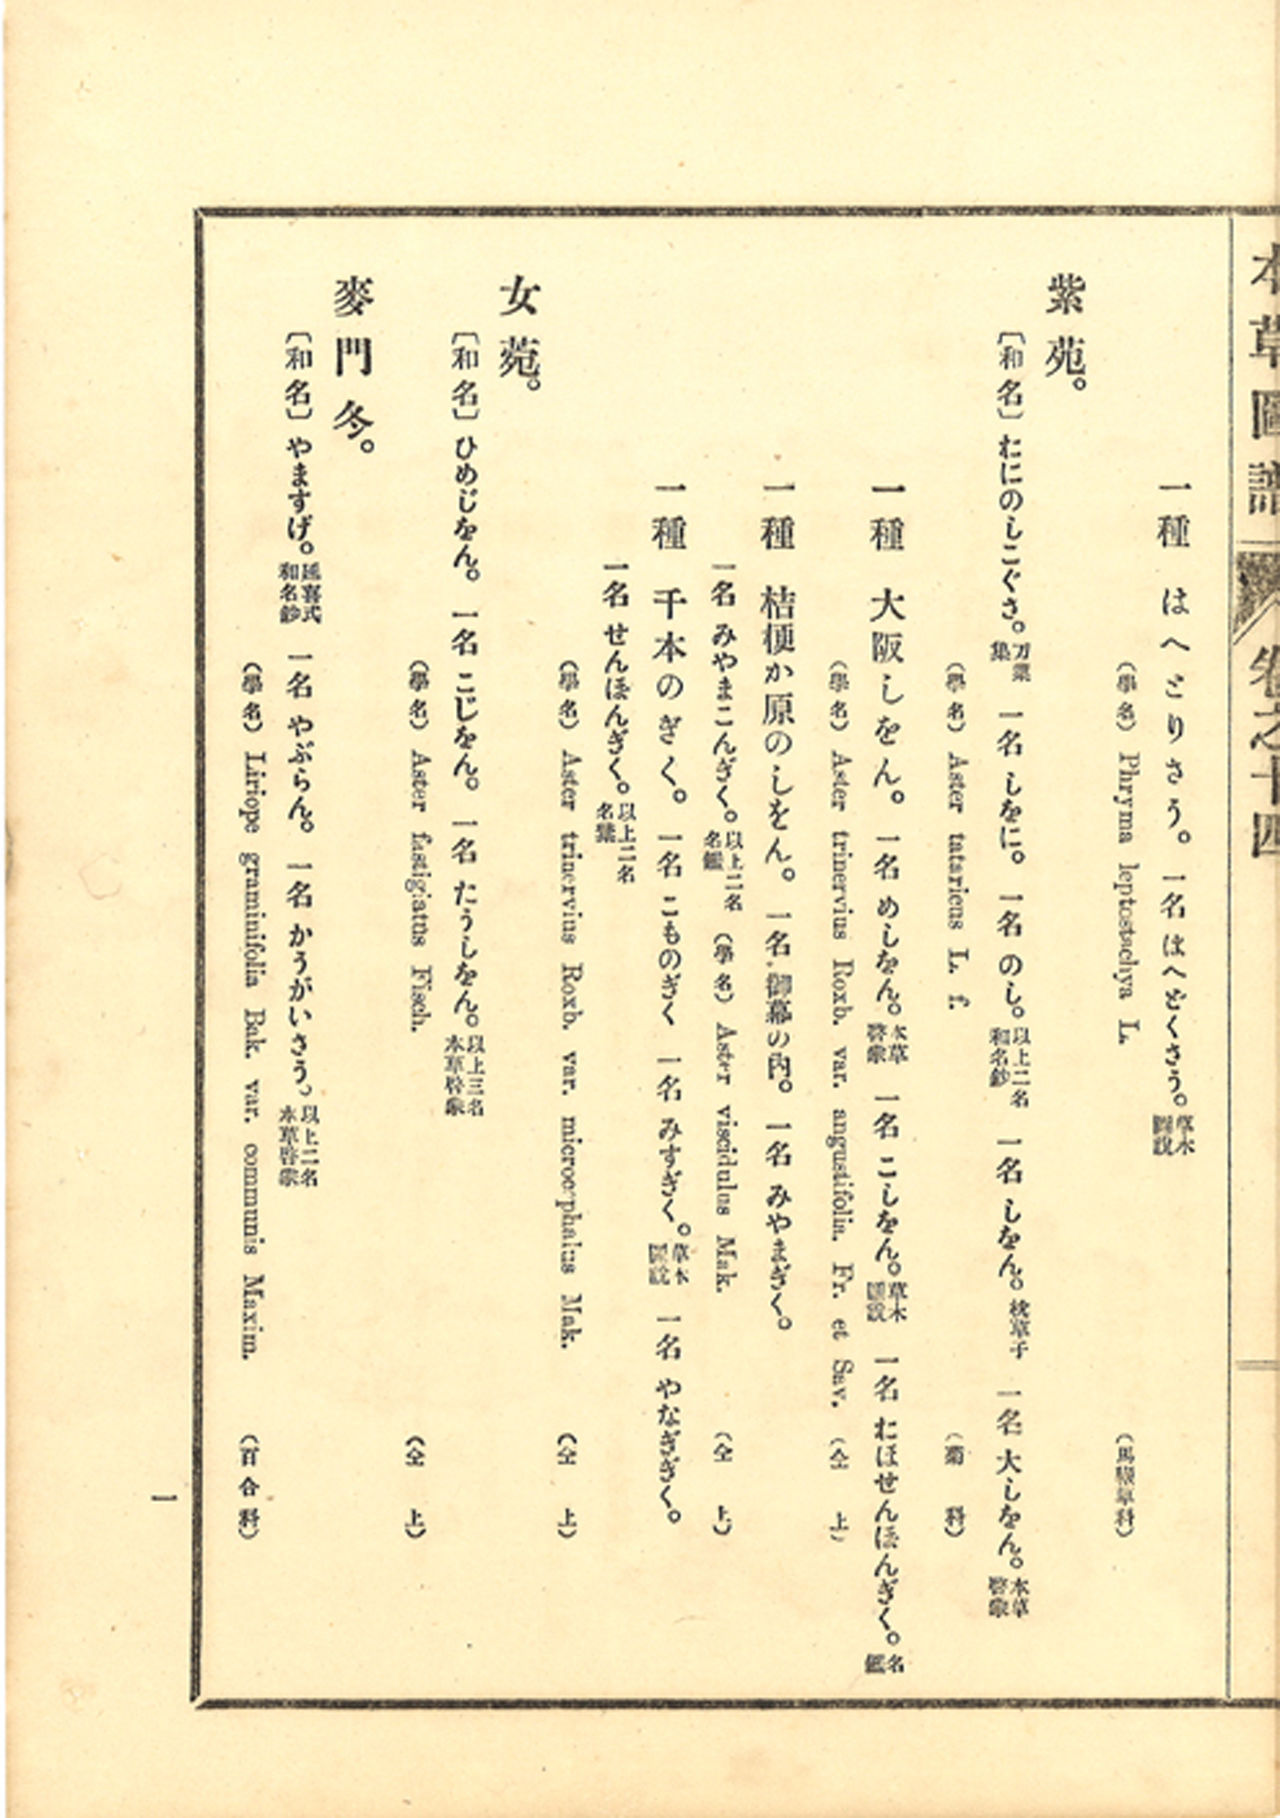 本草圖譜 卷之十四
一種 はへとりさう。一名 はへどくさう。草木圖説
(學名) Phryma leptostachya L. (馬鞭草科)
紫苑。
〔和名〕 むにのしこぐさ。万葉集 一名 しをに。一名 のし。以上二名和名鈔 一名 しをん。枕草子 一名 大しをん。本草啓蒙
(學名) Aster tataricus L. f. (菊科)
一種 大阪しをん。一名 めしをん。本草啓蒙 一名 こしをん。草木圖説 一名 むほせんほんぎく。名鑑
(學名) Aster trinervius Roxb. var. angustifolia. Fr. et Sav. (仝上)
一種 桔梗か原のしをん。一名 御幕の内。一名 みやまぎく。
一名 みやまこんぎく。以上二名名鑑 (學名) Aster viscidulus Mak. (仝上)
一種 千本のぎく。一名 こものぎく 一名 みすぎく。草木圖説 一名 やなぎぎく。
一名 せんほんぎく。以上二名名彙
(學名) Aster trinervius Roxb. var. microcephalus Mak. (仝上)
女菀。
〔和名〕 ひめじをん。一名 こじをん。一名 たうしをん。以上三名本草啓蒙
(學名) Aster fastigiatus Fisch. (仝上)
麥門冬。
〔和名〕 やますげ。延喜式和名鈔 一名 やぶらん。一名 かうがいさう。以上二名本草啓蒙
(學名) Liriope graminifolia Bak. var. communis Maxim. (百合科)
一